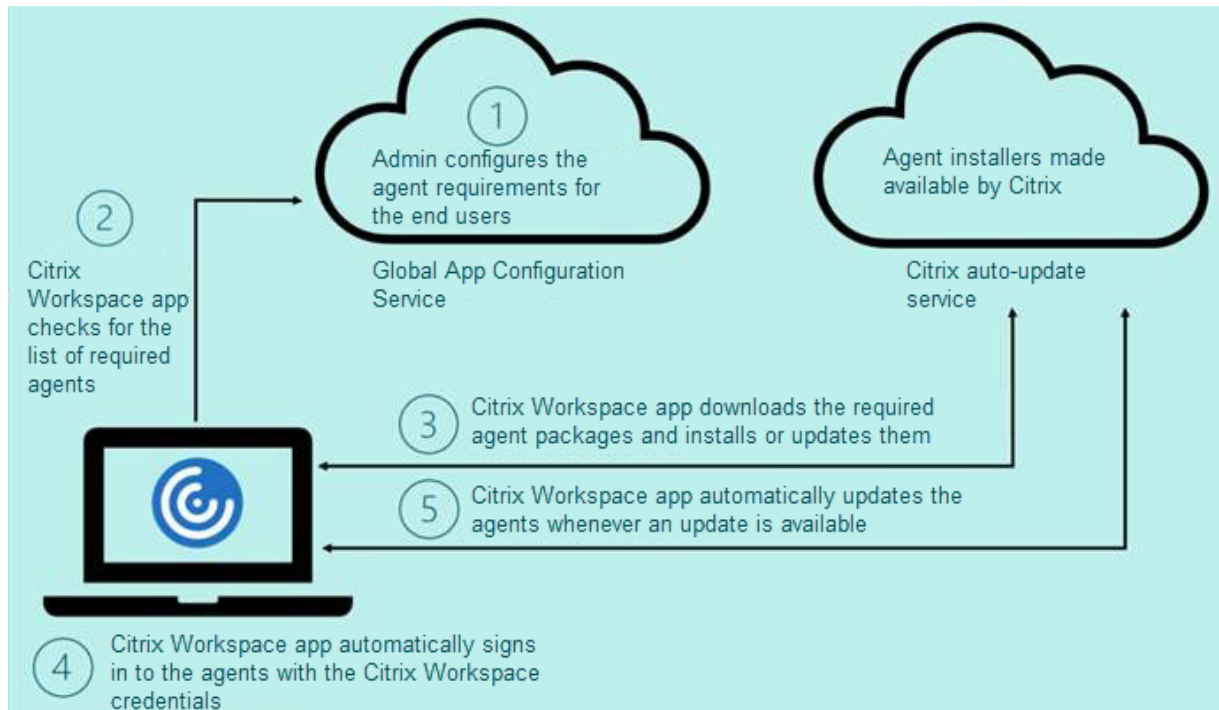 1
Admin configures the
agent requirements for
the end users
Global App Configuration
Service
Agent installers made
available by Citrix
Citrix auto-update
service
2
Citrix
Workspace app
checks for the
list of required
agents
3
Citrix Workspace app downloads the required
agent packages and installs or updates them
5
Citrix Workspace app automatically updates the
agents whenever an update is available
4
Citrix Workspace app automatically signs
in to the agents with the Citrix Workspace
credentials